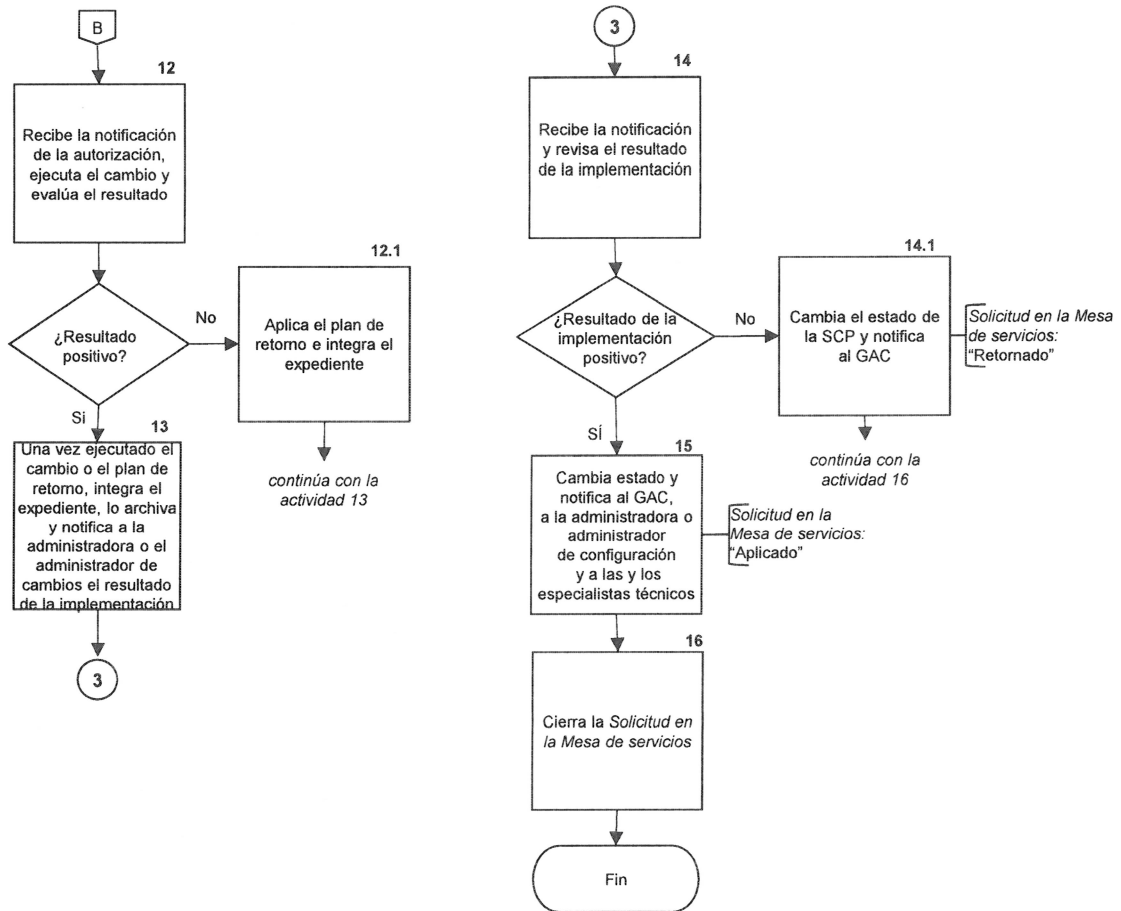 B
12
Recibe la notificación
de la autorización,
ejecuta el cambio y
evalúa el resultado
¿Resultado
positivo?
No
12.1
Aplica el plan de
retorno e integra el
expediente
continúa con la
actividad 13
Si
13
Una vez ejecutado el
cambio o el plan de
retorno, integra el
expediente, lo archiva
y notifica a la
administradora o el
administrador de
cambios el resultado
de la implementación
3
3
14
Recibe la notificación
y revisa el resultado
de la implementación
¿Resultado de la
implementación
positivo?
No
14.1
Cambia el estado de
la SCP y notifica
al GAC
Solicitud en la Mesa
de servicios:
“Retornado”
continúa con la
actividad 16
SÍ
15
Cambia estado y
notifica al GAC,
a la administradora o
administrador
de configuración
y a las y los
especialistas técnicos
Solicitud en la
Mesa de servicios:
“Aplicado”
16
Cierra la Solicitud en
la Mesa de servicios
Fin